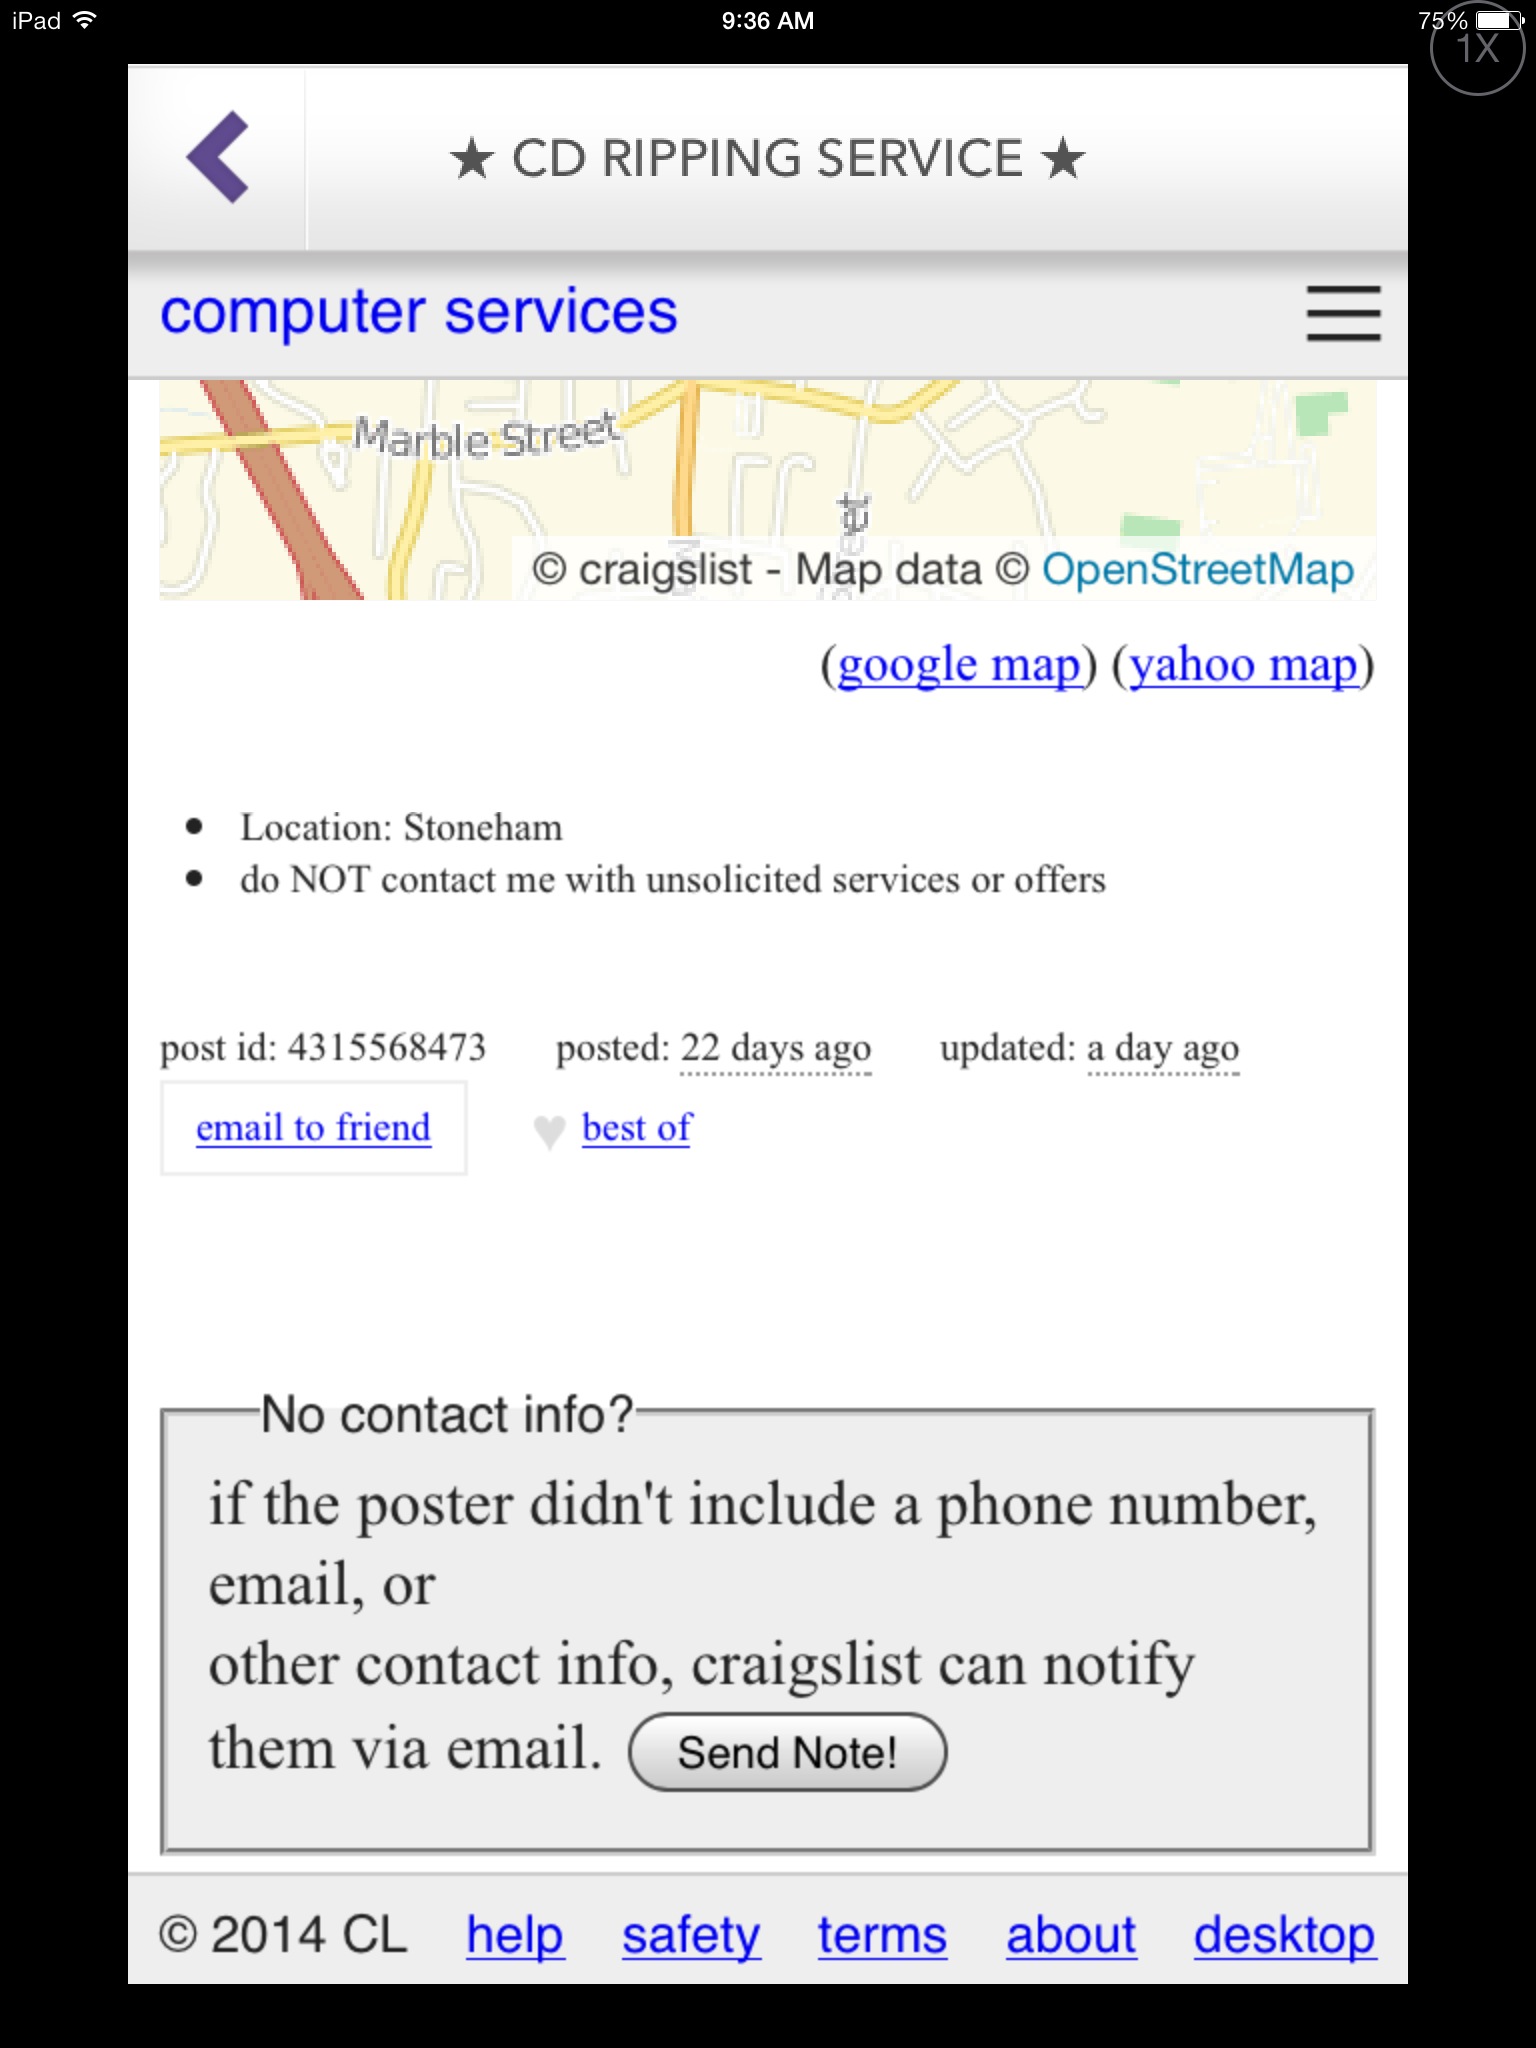 iPad 9:36 AM 75%
1X
★ CD RIPPING SERVICE ★
computer services
Marble Street
© craigslist - Map data © OpenStreetMap
(google map) (yahoo map)
• Location: Stoneham
• do NOT contact me with unsolicited services or offers
post id: 4315568473 posted: 22 days ago updated: a day ago
email to friend ♥ best of
No contact info?
if the poster didn't include a phone number,
email, or
other contact info, craigslist can notify
them via email. Send Note!
© 2014 CL help safety terms about desktop